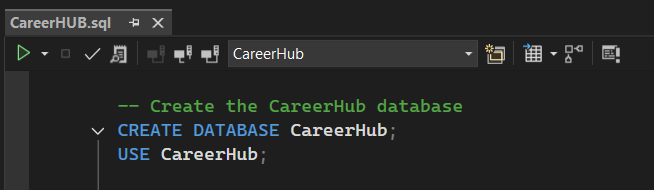 CareerHUB.sql
CareerHub
-- Create the CareerHub database
CREATE DATABASE CareerHub;
USE CareerHub;